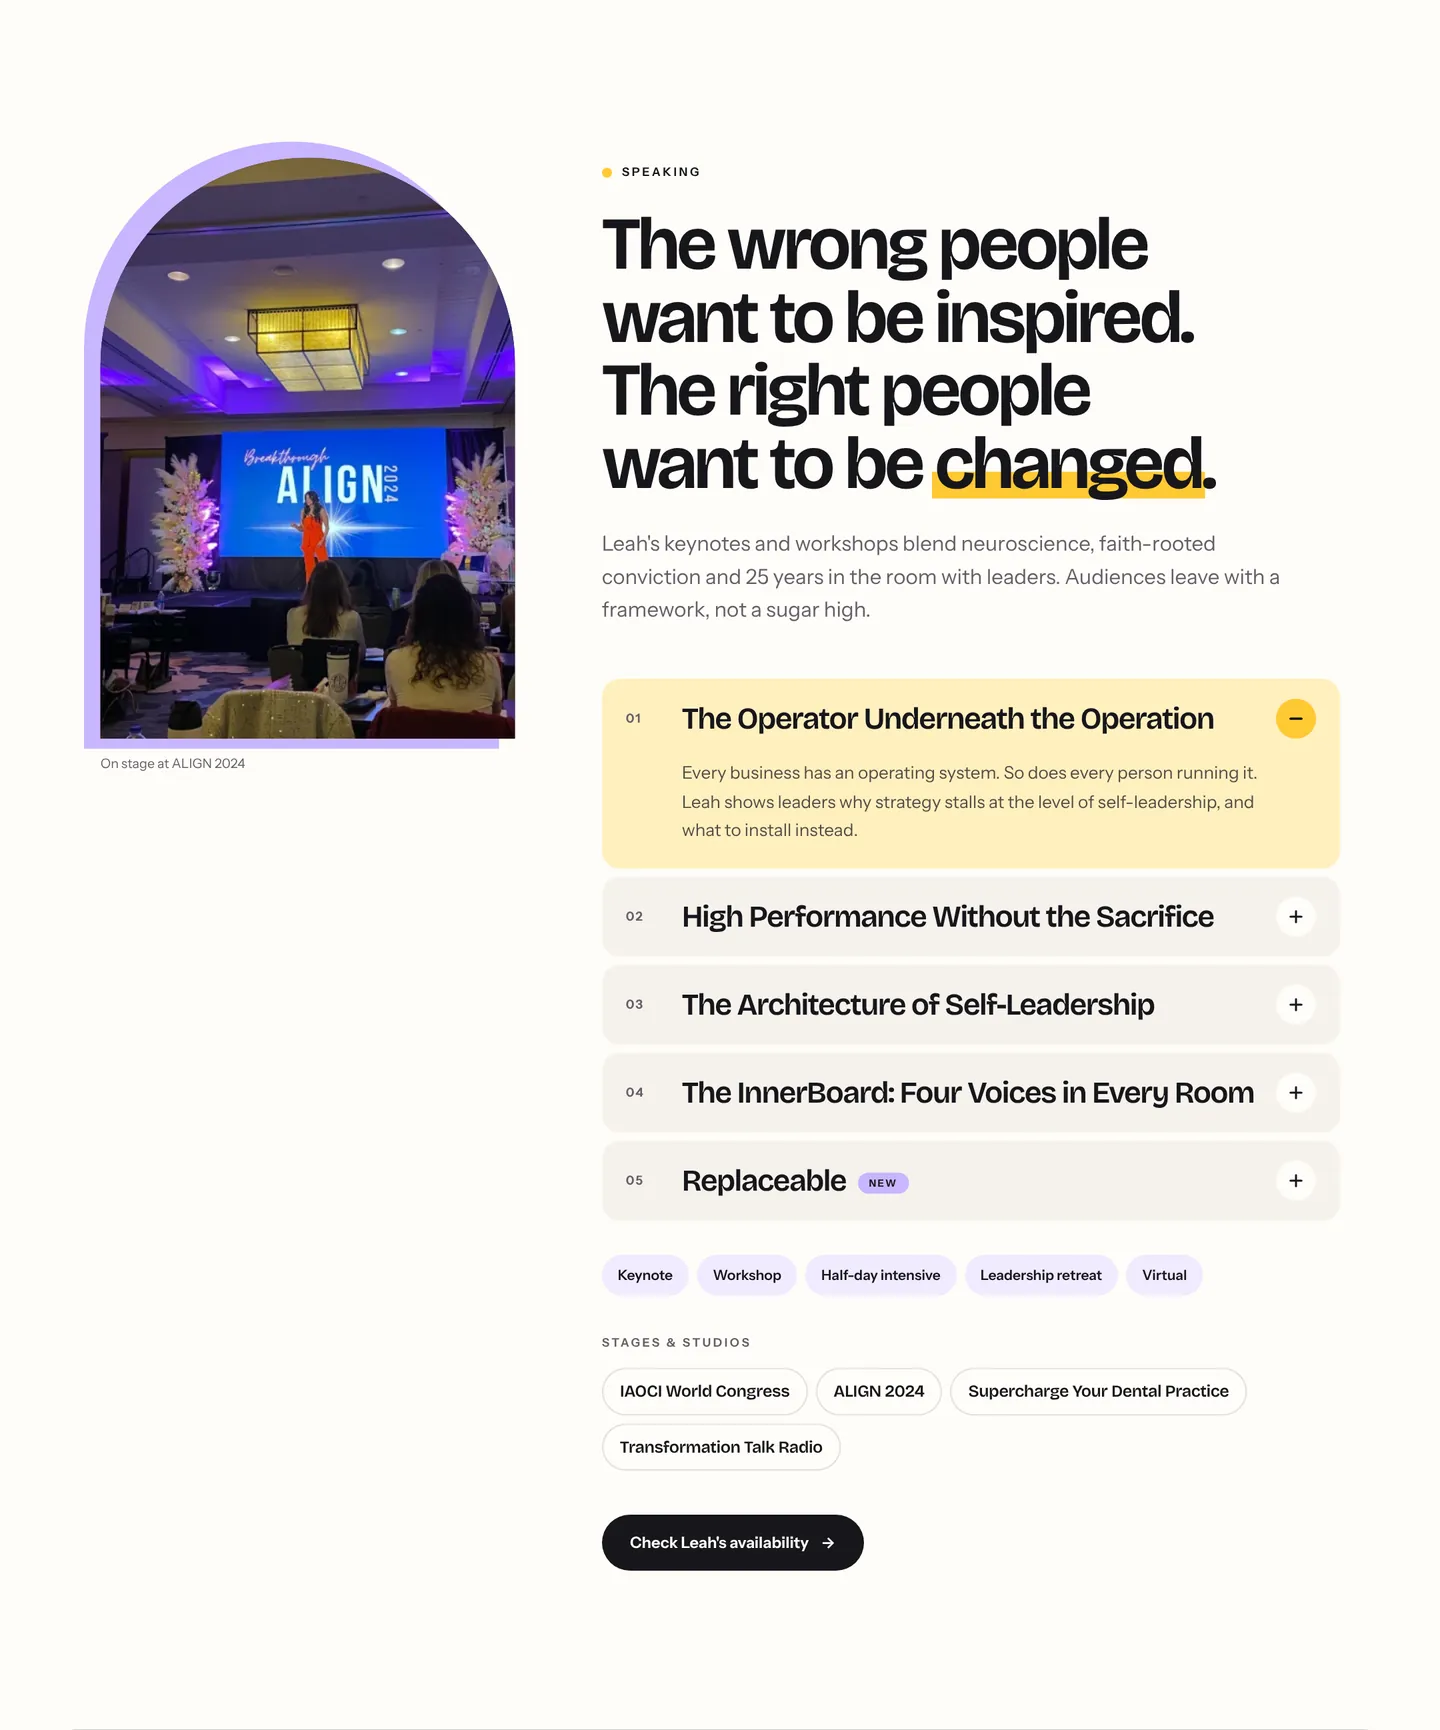 SPEAKING
The wrong people
want to be inspired.
The right people
want to be changed.
Leah's keynotes and workshops blend neuroscience, faith-rooted
conviction and 25 years in the room with leaders. Audiences leave with a
framework, not a sugar high.
Breakthrough
ALIGN
2024
On stage at ALIGN 2024
01
The Operator Underneath the Operation
Every business has an operating system. So does every person running it.
Leah shows leaders why strategy stalls at the level of self-leadership, and
what to install instead.
02
High Performance Without the Sacrifice
03
The Architecture of Self-Leadership
04
The InnerBoard: Four Voices in Every Room
05
Replaceable NEW
Keynote Workshop Half-day intensive Leadership retreat Virtual
STAGES & STUDIOS
IAOCI World Congress ALIGN 2024 Supercharge Your Dental Practice
Transformation Talk Radio
Check Leah's availability →